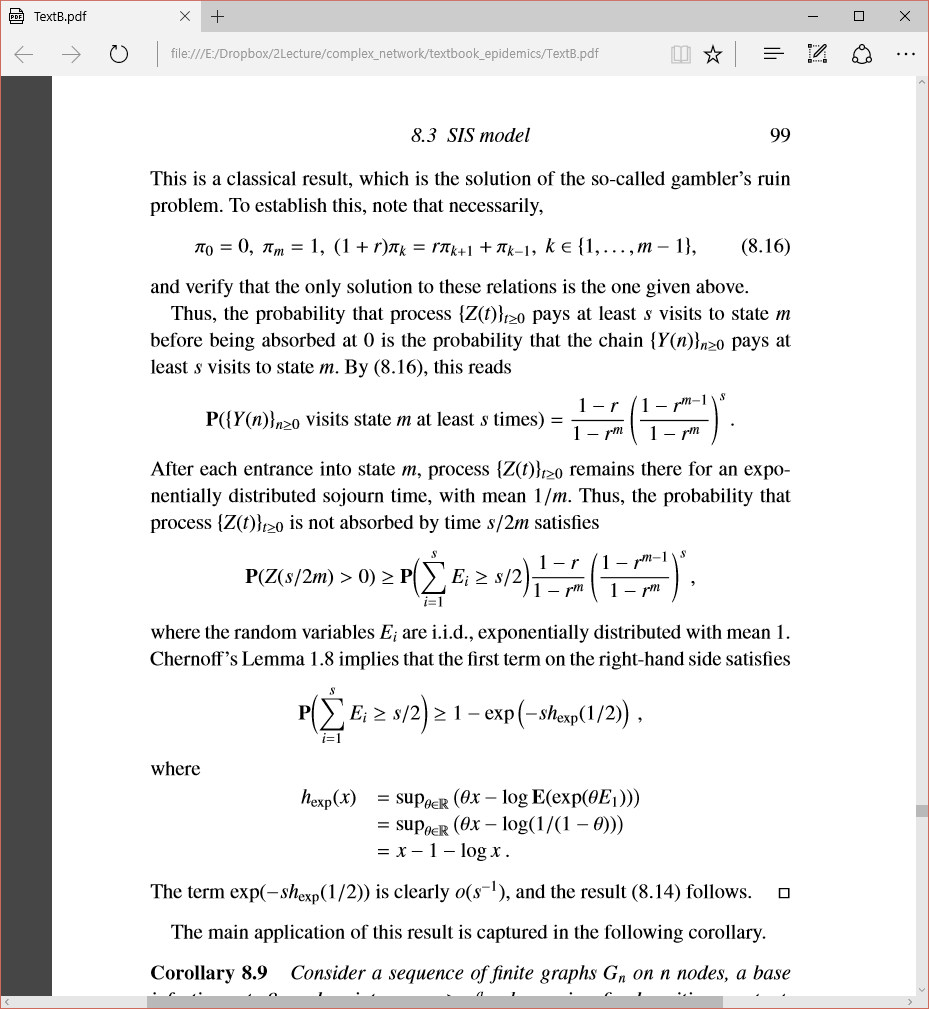 TextB.pdf
file:///E:/Dropbox/2Lecture/complex_network/textbook_epidemics/TextB.pdf
8.3 SIS model 99
This is a classical result, which is the solution of the so-called gambler's ruin
problem. To establish this, note that necessarily,
π₀ = 0, πₘ = 1, (1 + r)πₖ = rπₖ₊₁ + πₖ₋₁, k ∈ {1, . . . , m − 1}, (8.16)
and verify that the only solution to these relations is the one given above.
Thus, the probability that process {Z(t)}ₜ≥₀ pays at least s visits to state m
before being absorbed at 0 is the probability that the chain {Y(n)}ₙ≥₀ pays at
least s visits to state m. By (8.16), this reads
P({Y(n)}ₙ≥₀ visits state m at least s times) = (1 − r)/(1 − r^m) ((1 − r^{m−1})/(1 − r^m))^s .
After each entrance into state m, process {Z(t)}ₜ≥₀ remains there for an expo-
nentially distributed sojourn time, with mean 1/m. Thus, the probability that
process {Z(t)}ₜ≥₀ is not absorbed by time s/2m satisfies
P(Z(s/2m) > 0) ≥ P(∑_{i=1}^{s} Eᵢ ≥ s/2) (1 − r)/(1 − r^m) ((1 − r^{m−1})/(1 − r^m))^s ,
where the random variables Eᵢ are i.i.d., exponentially distributed with mean 1.
Chernoff's Lemma 1.8 implies that the first term on the right-hand side satisfies
P(∑_{i=1}^{s} Eᵢ ≥ s/2) ≥ 1 − exp(−sh_exp(1/2)) ,
where
h_exp(x) = sup_{θ∈ℝ} (θx − log E(exp(θE₁)))
= sup_{θ∈ℝ} (θx − log(1/(1 − θ)))
= x − 1 − log x .
The term exp(−sh_exp(1/2)) is clearly o(s⁻¹), and the result (8.14) follows. □
The main application of this result is captured in the following corollary.
Corollary 8.9 Consider a sequence of finite graphs Gₙ on n nodes, a base